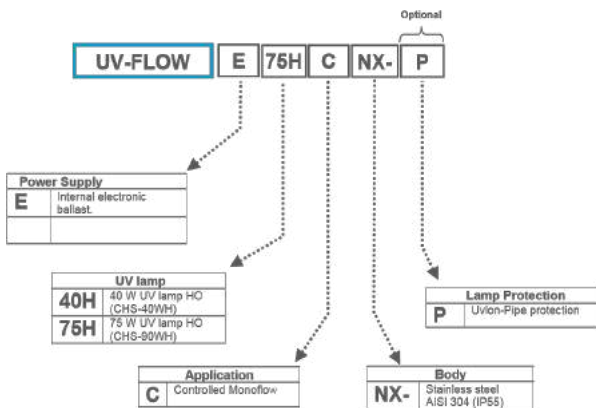 Optional
UV-FLOW E 75H C NX- P
Power Supply
E Internal electronic
ballast.
UV lamp
40H 40 W UV lamp HO
(CHS-40WH)
75H 75 W UV lamp HO
(CHS-90WH)
Lamp Protection
P Uvlon-Pipe protection
Application
C Controlled Monoflow
Body
NX- Stainless steel
AISI 304 (IP55)